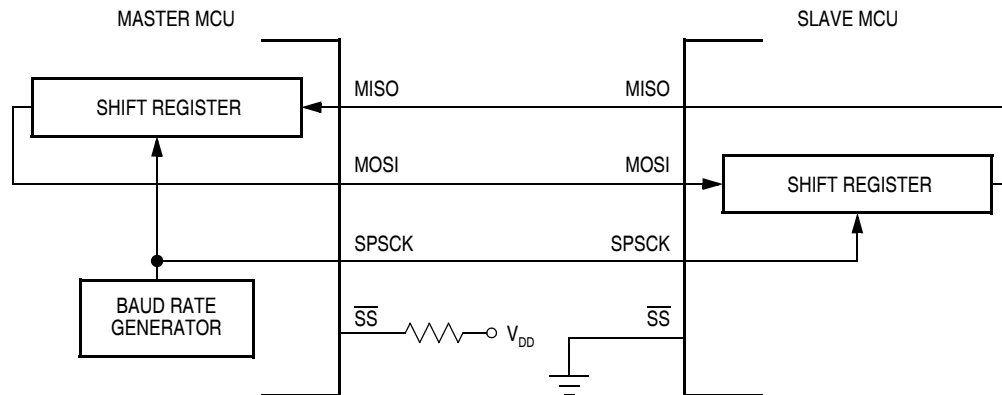 MASTER MCU
SLAVE MCU
SHIFT REGISTER
MISO
MISO
MOSI
MOSI
SHIFT REGISTER
SPSCK
SPSCK
BAUD RATE
GENERATOR
SS
VDD
SS